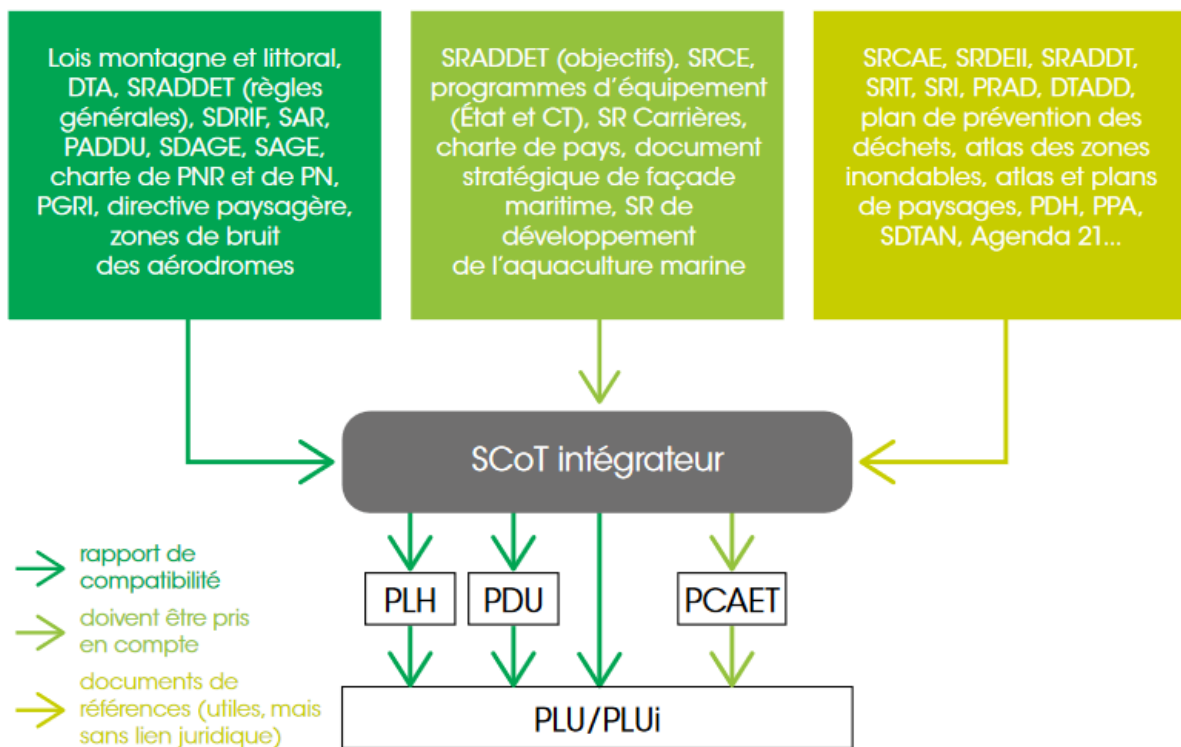 Lois montagne et littoral,
DTA, SRADDET (règles
générales), SDRIF, SAR,
PADDU, SDAGE, SAGE,
charte de PNR et de PN,
PGRI, directive paysagère,
zones de bruit
des aérodromes
SRADDET (objectifs), SRCE,
programmes d'équipement
(État et CT), SR Carrières,
charte de pays, document
stratégique de façade
maritime, SR de
développement
de l'aquaculture marine
SRCAE, SRDEII, SRADDT,
SRIT, SRI, PRAD, DTADD,
plan de prévention des
déchets, atlas des zones
inondables, atlas et plans
de paysages, PDH, PPA,
SDTAN, Agenda 21...
SCoT intégrateur
rapport de
compatibilité
doivent être pris
en compte
documents de
références (utiles, mais
sans lien juridique)
PLH
PDU
PCAET
PLU/PLUi